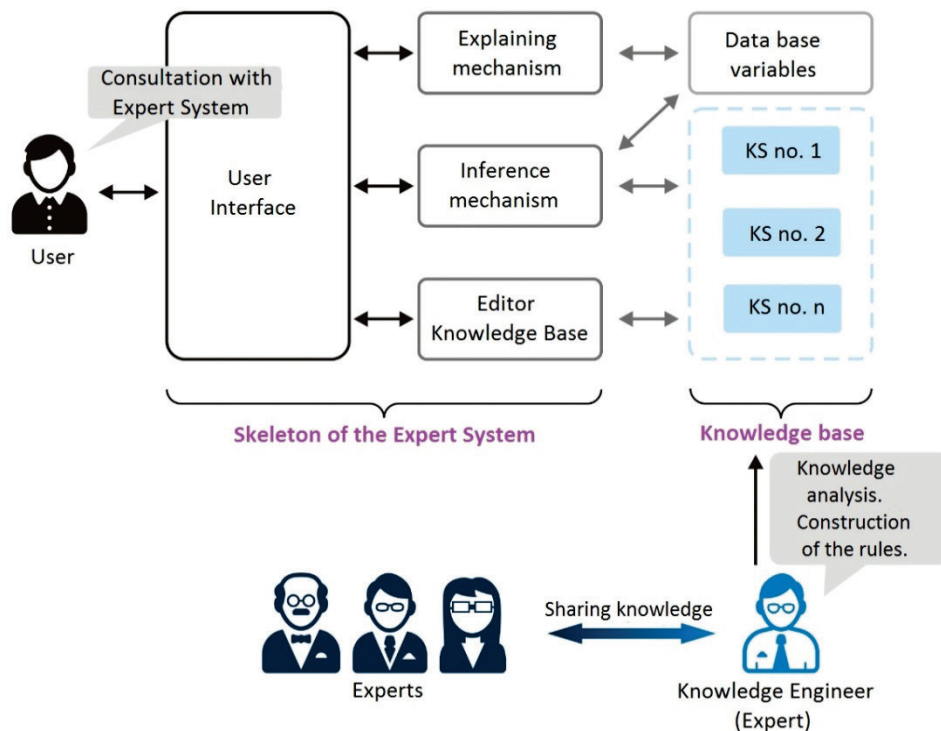 Consultation with
Expert System
User
User
Interface
Explaining
mechanism
Inference
mechanism
Editor
Knowledge Base
Data base
variables
KS no. 1
KS no. 2
KS no. n
Skeleton of the Expert System
Knowledge base
Knowledge
analysis.
Construction
of the rules.
Sharing knowledge
Experts
Knowledge Engineer
(Expert)